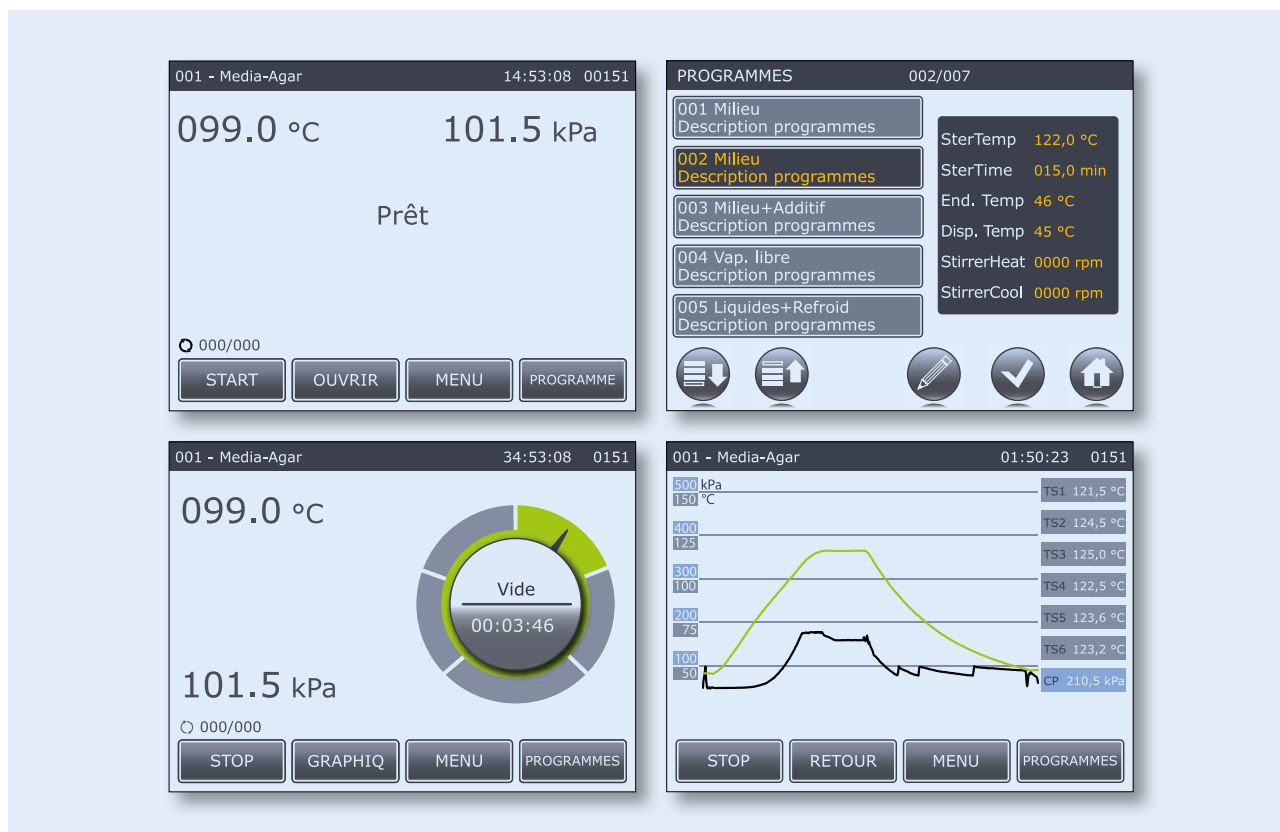 001 - Media-Agar 14:53:08 00151
099.0 °C 101.5 kPa
Prêt
000/000
START OUVRIR MENU PROGRAMME
PROGRAMMES 002/007
001 Milieu
Description programmes
002 Milieu
Description programmes
003 Milieu+Additif
Description programmes
004 Vap. libre
Description programmes
005 Liquides+Refroid
Description programmes
SterTemp 122,0 °C
SterTime 015,0 min
End. Temp 46 °C
Disp. Temp 45 °C
StirrerHeat 0000 rpm
StirrerCool 0000 rpm
001 - Media-Agar 34:53:08 0151
099.0 °C
Vide
00:03:46
101.5 kPa
000/000
STOP GRAPHIQ MENU PROGRAMMES
001 - Media-Agar 01:50:23 0151
500 kPa
150 °C
400
125
300
100
200
75
100
50
TS1 121,5 °C
TS2 124,5 °C
TS3 125,0 °C
TS4 122,5 °C
TS5 123,6 °C
TS6 123,2 °C
CP 210,5 kPa
STOP RETOUR MENU PROGRAMMES